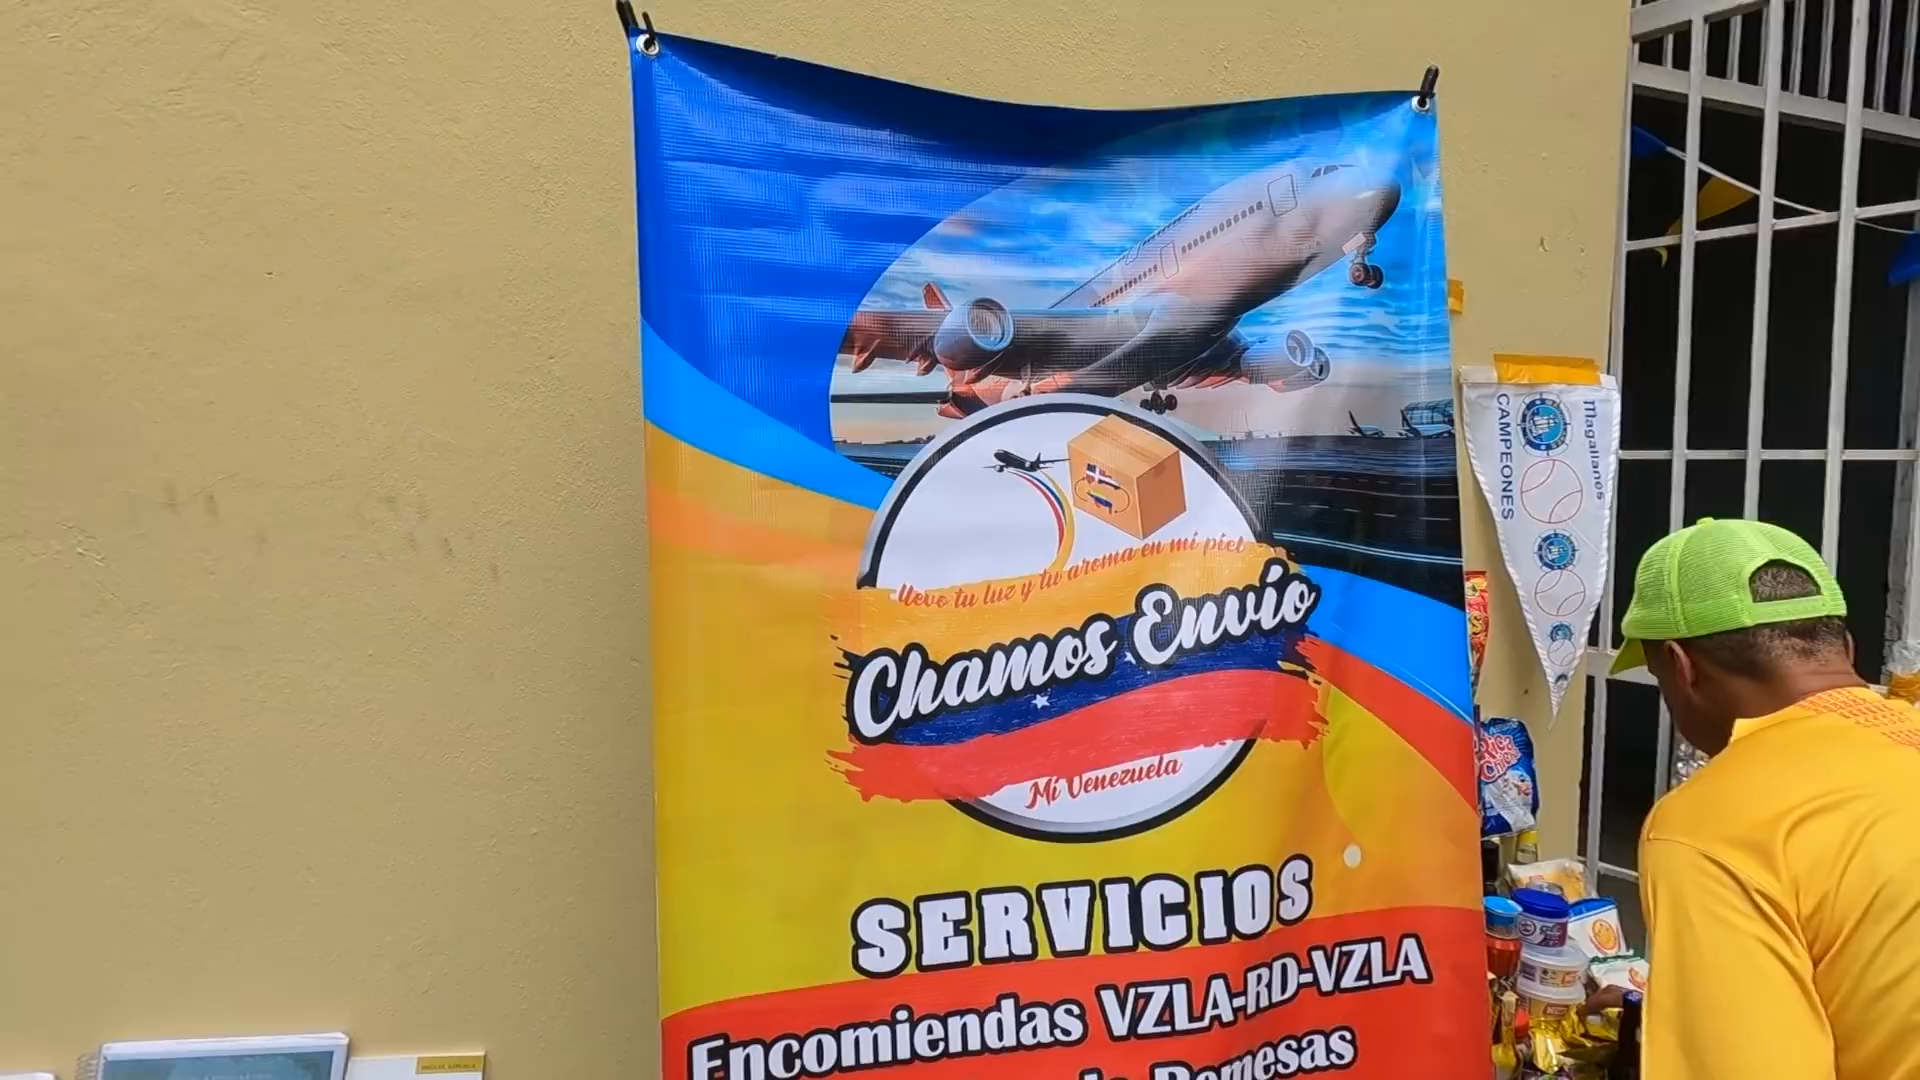 llevo tu luz y tu aroma en mi piel
Chamos Envío
Mi Venezuela
SERVICIOS
Encomiendas VZLA-RD-VZLA
Remesas
Magallanes
CAMPEONES